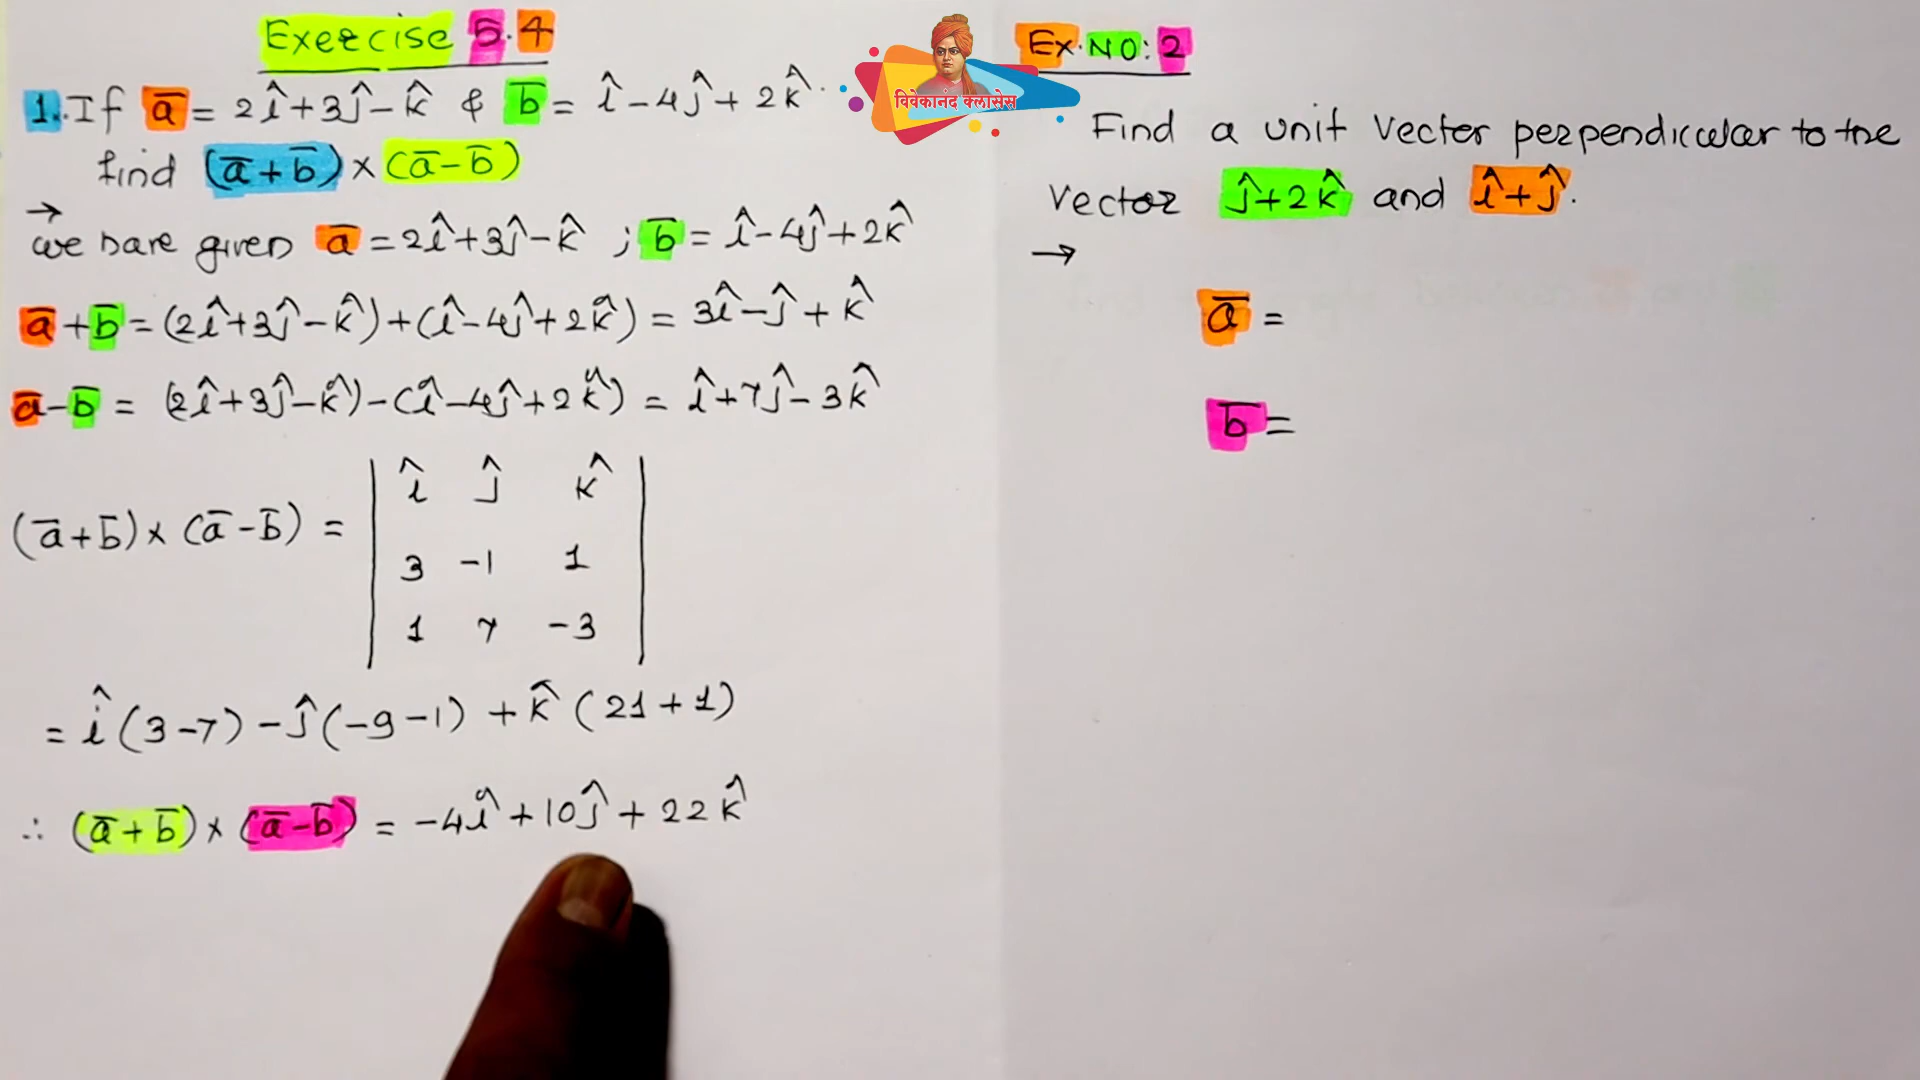 Exercise 5.4
1. If a̅ = 2î+3ĵ-k̂ & b̅ = î-4ĵ+2k̂.
find (a̅+b̅)×(a̅-b̅)
→
we have given a̅ = 2î+3ĵ-k̂ ; b̅ = î-4ĵ+2k̂
a̅+b̅ = (2î+3ĵ-k̂)+(î-4ĵ+2k̂) = 3î-ĵ+k̂
a̅-b̅ = (2î+3ĵ-k̂)-(î-4ĵ+2k̂) = î+7ĵ-3k̂
(a̅+b̅)×(a̅-b̅) = | î ĵ k̂ |
3 -1 1
1 7 -3
= î(3-7)-ĵ(-9-1)+k̂(21+1)
∴ (a̅+b̅)×(a̅-b̅) = -4î+10ĵ+22k̂
विवेकानंद क्लासेस
Ex. NO: 2
Find a unit vector perpendicular to the
vector ĵ+2k̂ and î+ĵ.
→
a̅ =
b̅ =